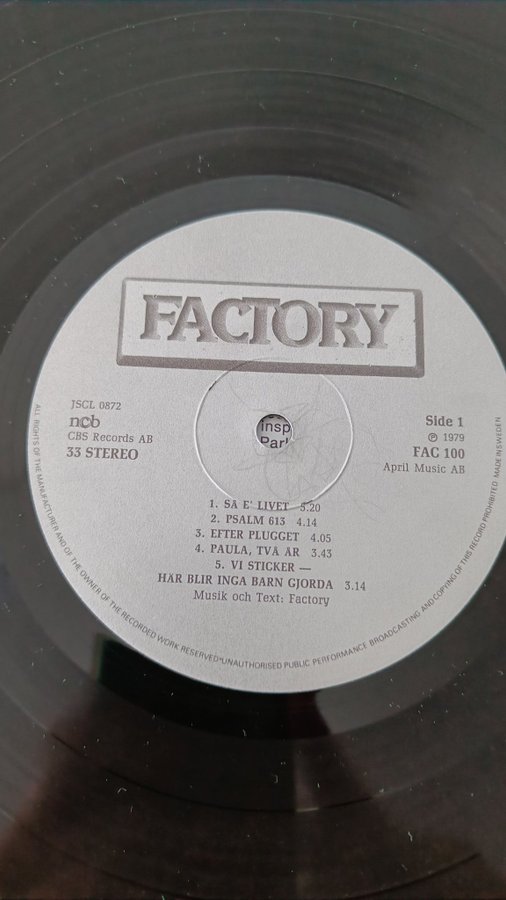 FACTORY
JSCL 0872
ncb
CBS Records AB
33 STEREO
insp
Parl
Side 1
℗ 1979
FAC 100
April Music AB
1. SÅ E' LIVET 5.20
2. PSALM 613 4.14
3. EFTER PLUGGET 4.05
4. PAULA, TVÅ ÅR 3.43
5. VI STICKER —
HÄR BLIR INGA BARN GJORDA 3.14
Musik och Text: Factory
ALL RIGHTS OF THE MANUFACTURER AND OF THE OWNER OF THE RECORDED WORK RESERVED•UNAUTHORISED PUBLIC PERFORMANCE BROADCASTING AND COPYING OF THIS RECORD PROHIBITED MADE IN SWEDEN